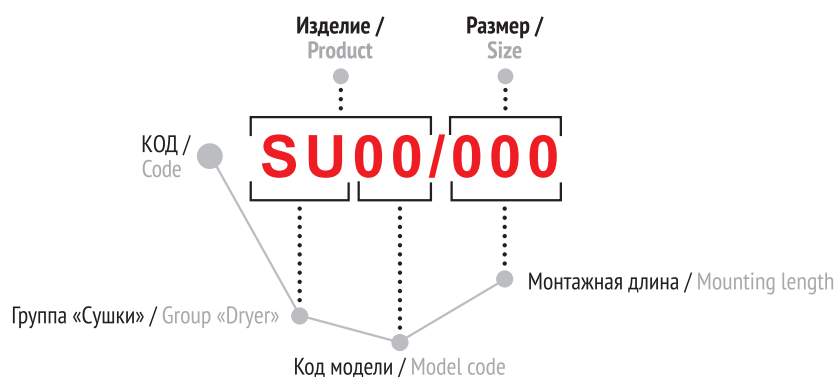 Изделие /
Product
Размер /
Size
КОД /
Code
SU00/000
Монтажная длина / Mounting length
Группа «Сушки» / Group «Dryer»
Код модели / Model code